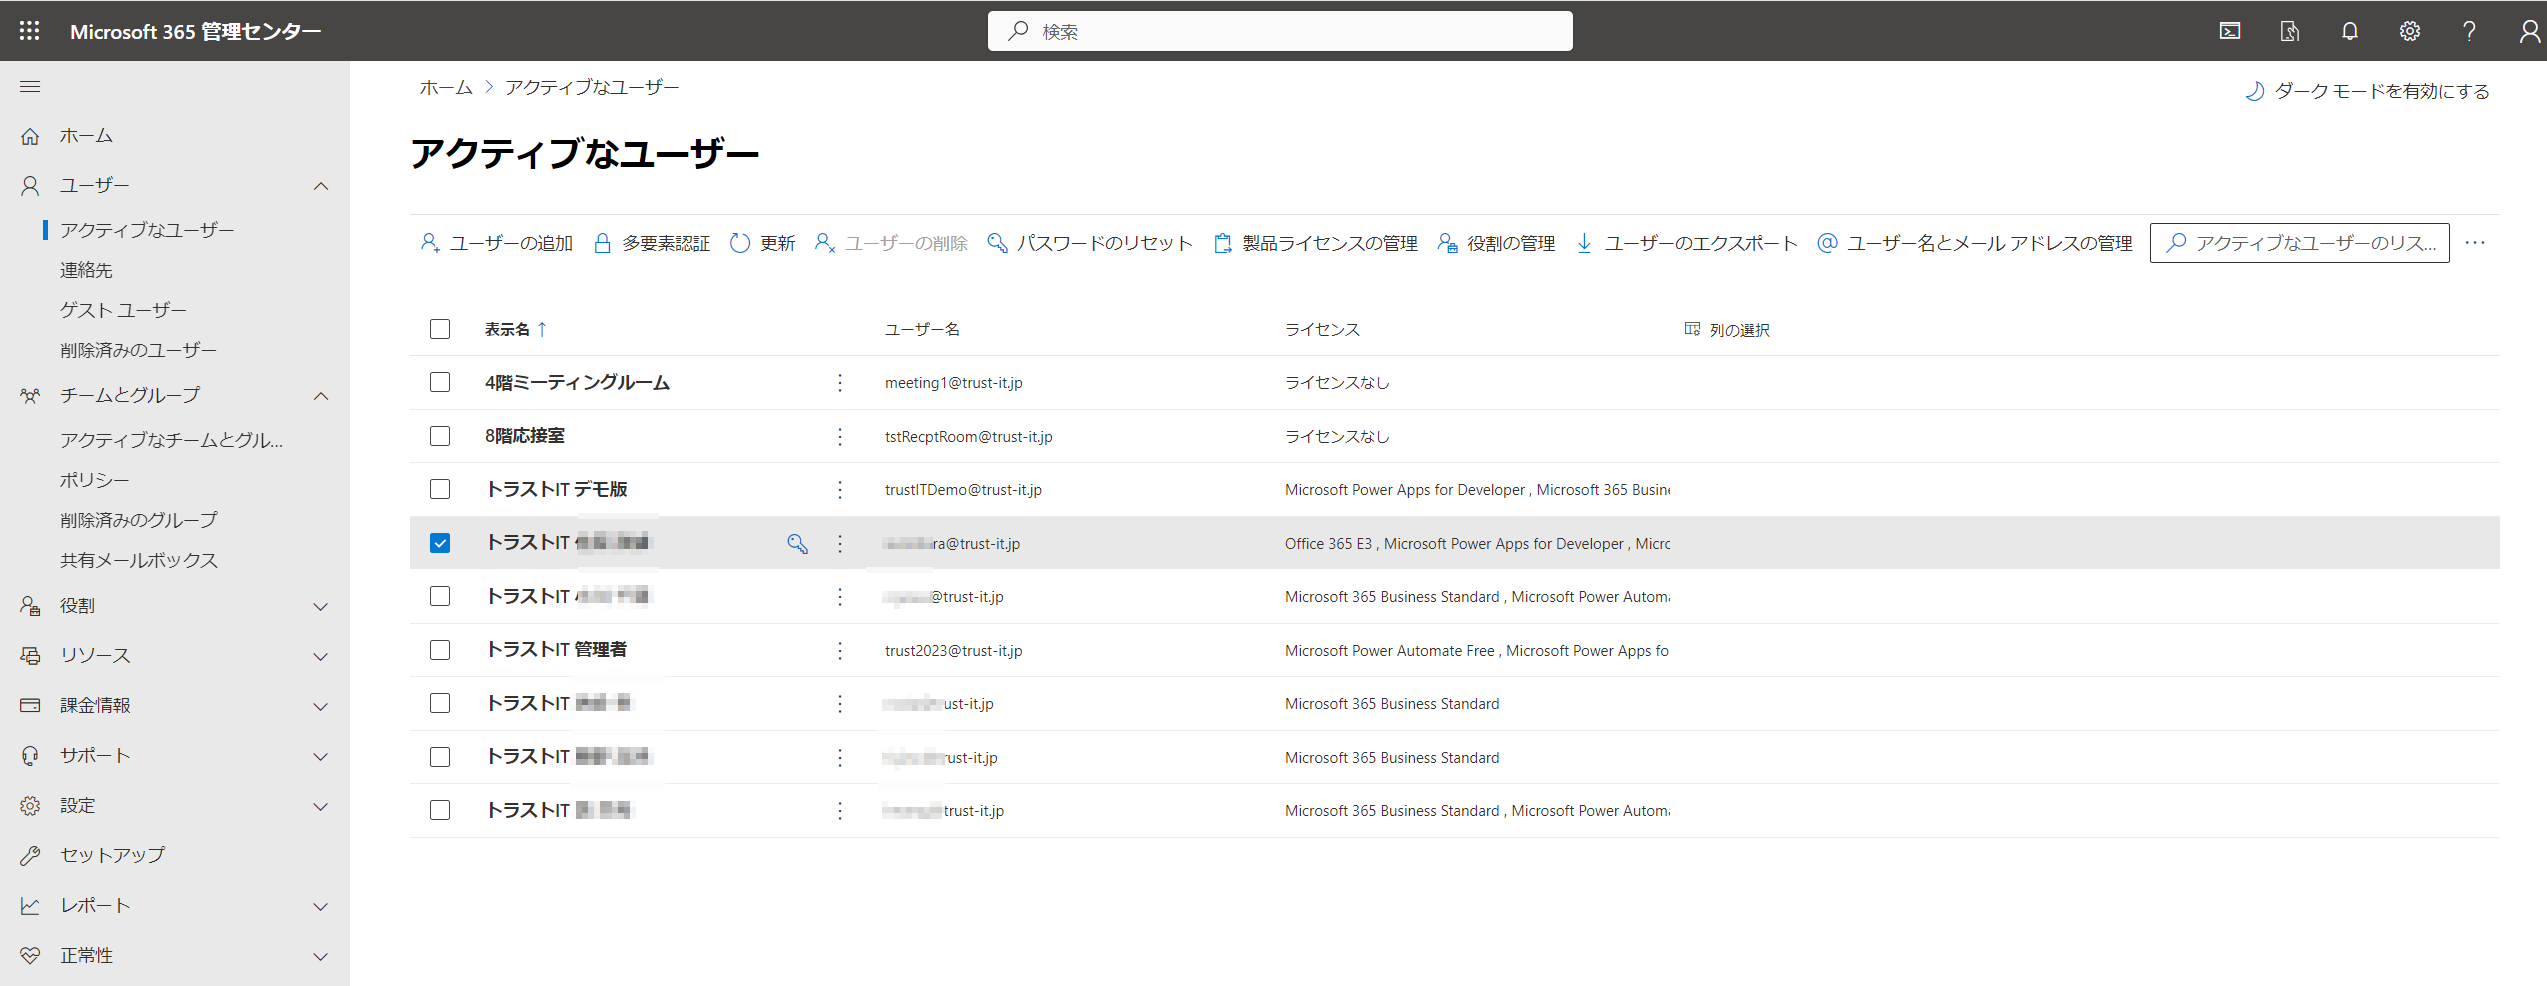 Microsoft 365 管理センター
検索
ホーム > アクティブなユーザー
ダーク モードを有効にする
ホーム
ユーザー
アクティブなユーザー
連絡先
ゲスト ユーザー
削除済みのユーザー
チームとグループ
アクティブなチームとグル...
ポリシー
削除済みのグループ
共有メールボックス
役割
リソース
課金情報
サポート
設定
セットアップ
レポート
正常性
アクティブなユーザー
ユーザーの追加 多要素認証 更新 ユーザーの削除 パスワードのリセット 製品ライセンスの管理 役割の管理 ユーザーのエクスポート ユーザー名とメール アドレスの管理 アクティブなユーザーのリス... ...
表示名 ↑ ユーザー名 ライセンス 列の選択
4階ミーティングルーム meeting1@trust-it.jp ライセンスなし
8階応接室 tstRecptRoom@trust-it.jp ライセンスなし
トラストIT デモ版 trustITDemo@trust-it.jp Microsoft Power Apps for Developer , Microsoft 365 Busin
トラストIT ra@trust-it.jp Office 365 E3 , Microsoft Power Apps for Developer , Micro
トラストIT @trust-it.jp Microsoft 365 Business Standard , Microsoft Power Autom
トラストIT 管理者 trust2023@trust-it.jp Microsoft Power Automate Free , Microsoft Power Apps fo
トラストIT ust-it.jp Microsoft 365 Business Standard
トラストIT rust-it.jp Microsoft 365 Business Standard
トラストIT trust-it.jp Microsoft 365 Business Standard , Microsoft Power Autom